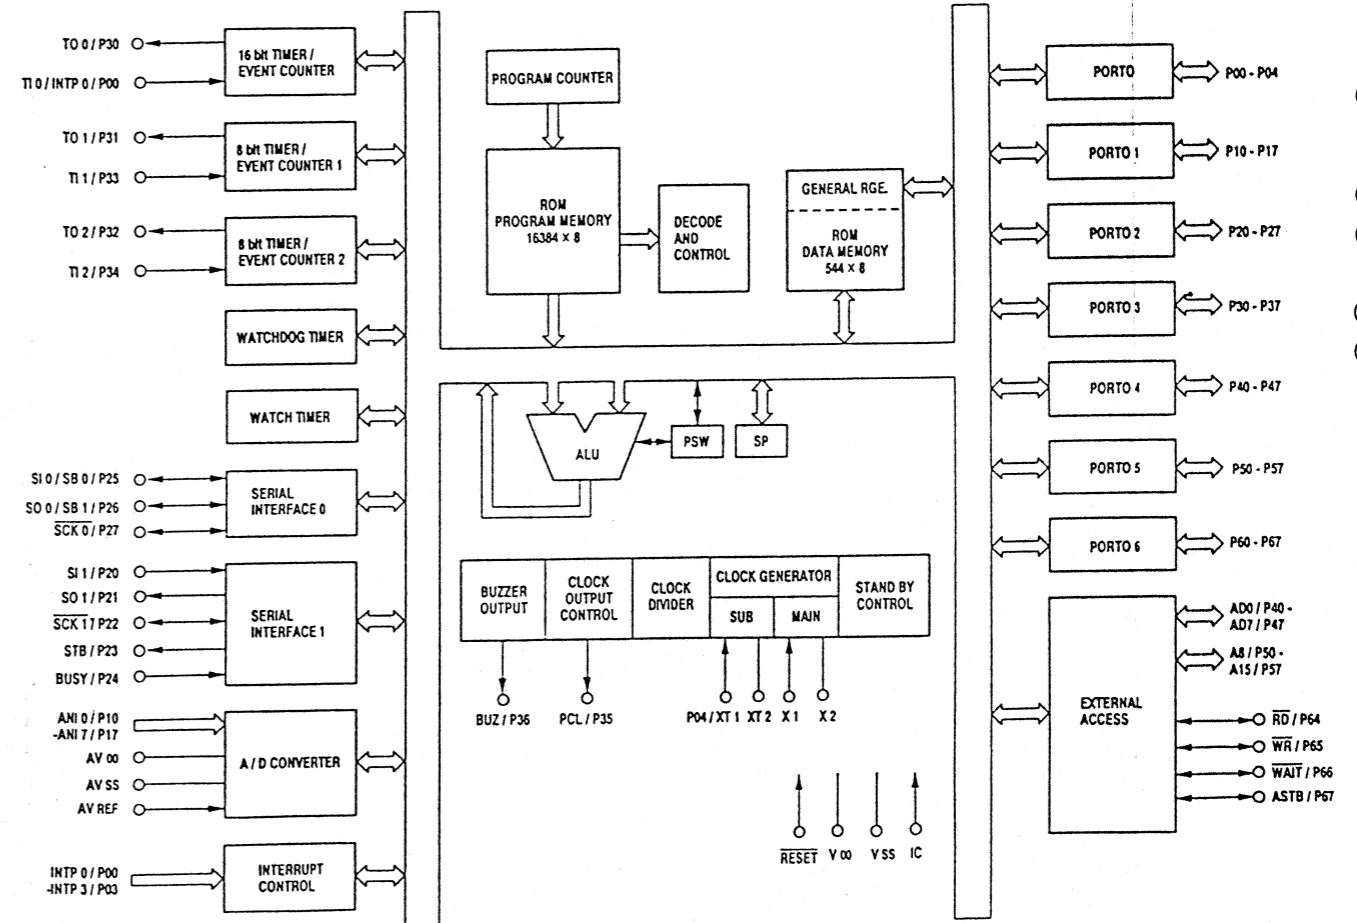 TO 0 / P30
TI 0 / INTP 0 / P00
16 bit TIMER /
EVENT COUNTER
TO 1 / P31
TI 1 / P33
8 bit TIMER /
EVENT COUNTER 1
TO 2 / P32
TI 2 / P34
8 bit TIMER /
EVENT COUNTER 2
WATCHDOG TIMER
WATCH TIMER
SI 0 / SB 0 / P25
SO 0 / SB 1 / P26
SCK 0 / P27
SERIAL
INTERFACE 0
SI 1 / P20
SO 1 / P21
SCK 1 / P22
STB / P23
BUSY / P24
SERIAL
INTERFACE 1
ANI 0 / P10
-ANI 7 / P17
AV 00
AV SS
AV REF
A / D CONVERTER
INTP 0 / P00
-INTP 3 / P03
INTERRUPT
CONTROL
PROGRAM COUNTER
ROM
PROGRAM MEMORY
16384 × 8
DECODE
AND
CONTROL
GENERAL RGE.
ROM
DATA MEMORY
544 × 8
ALU
PSW
SP
BUZZER
OUTPUT
CLOCK
OUTPUT
CONTROL
CLOCK
DIVIDER
CLOCK GENERATOR
SUB
MAIN
STAND BY
CONTROL
BUZ / P36
PCL / P35
P04 / XT 1
XT 2
X 1
X 2
RESET
V 00
V SS
IC
PORTO
P00 - P04
PORTO 1
P10 - P17
PORTO 2
P20 - P27
PORTO 3
P30 - P37
PORTO 4
P40 - P47
PORTO 5
P50 - P57
PORTO 6
P60 - P67
EXTERNAL
ACCESS
AD0 / P40 -
AD7 / P47
A8 / P50 -
A15 / P57
RD / P64
WR / P65
WAIT / P66
ASTB / P67